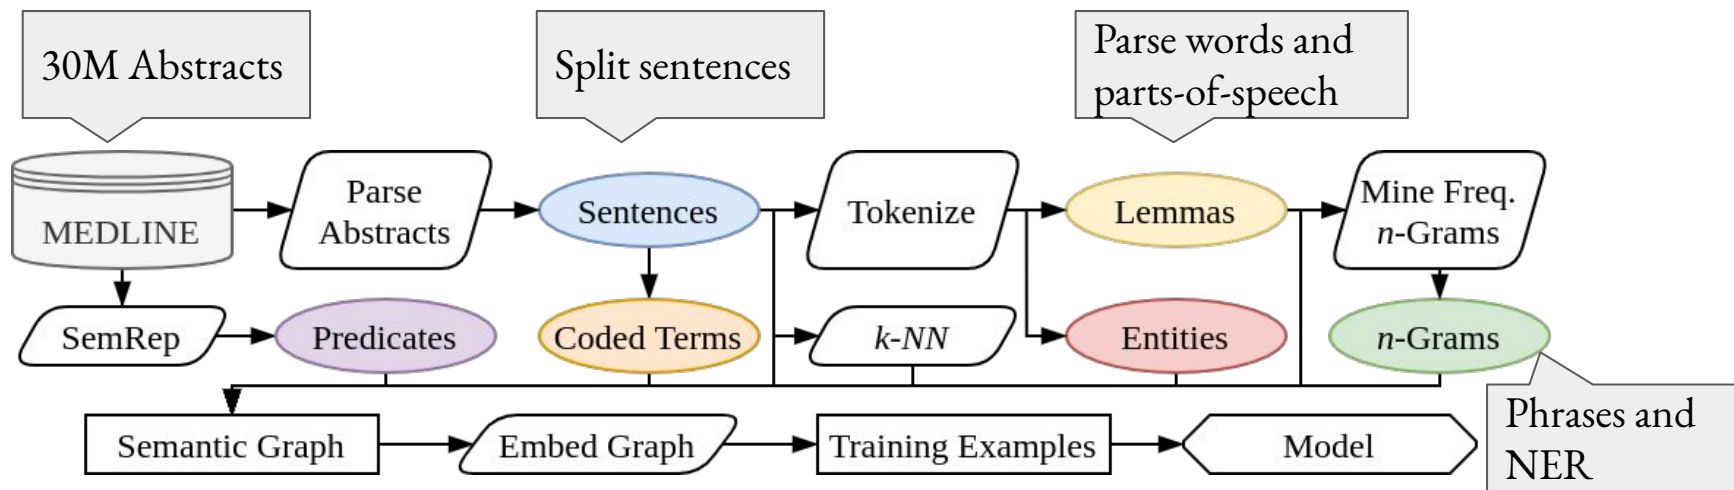 30M Abstracts
Split sentences
Parse words and
parts-of-speech
MEDLINE
Parse
Abstracts
Sentences
Tokenize
Lemmas
Mine Freq.
n-Grams
SemRep
Predicates
Coded Terms
k-NN
Entities
n-Grams
Semantic Graph
Embed Graph
Training Examples
Model
Phrases and
NER